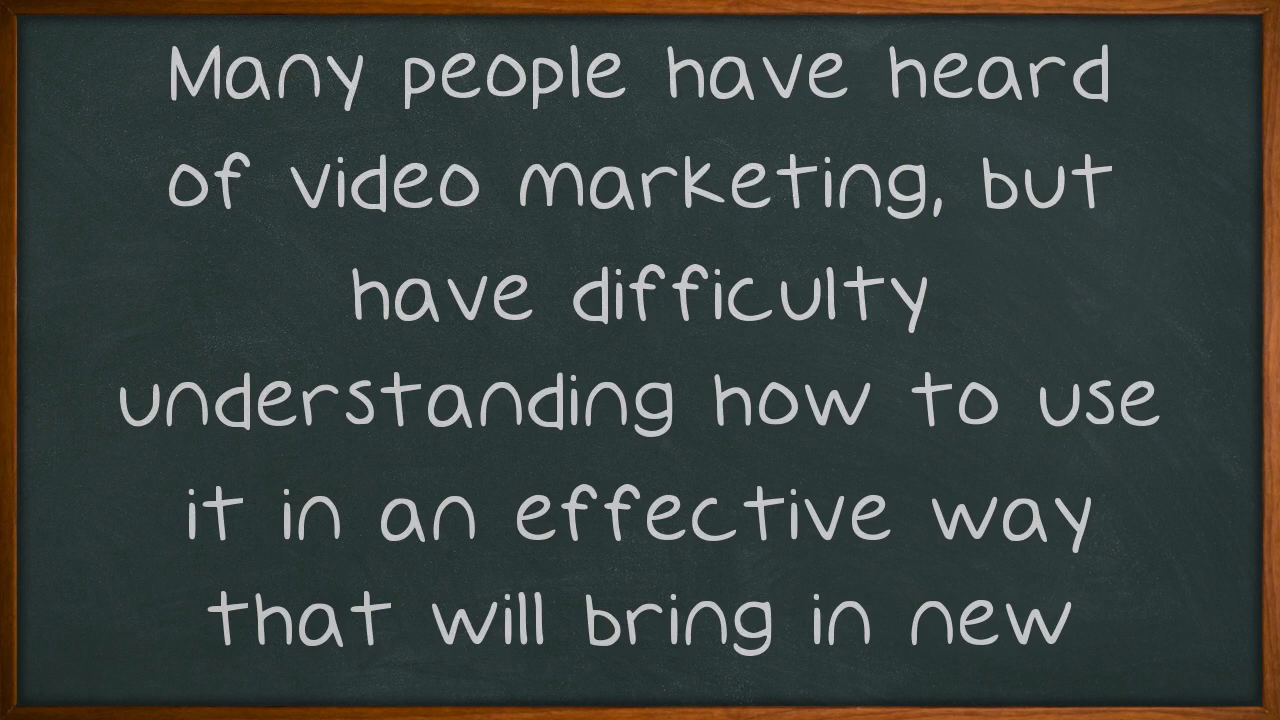 Many people have heard
of video marketing, but
have difficulty
understanding how to use
it in an effective way
that will bring in new